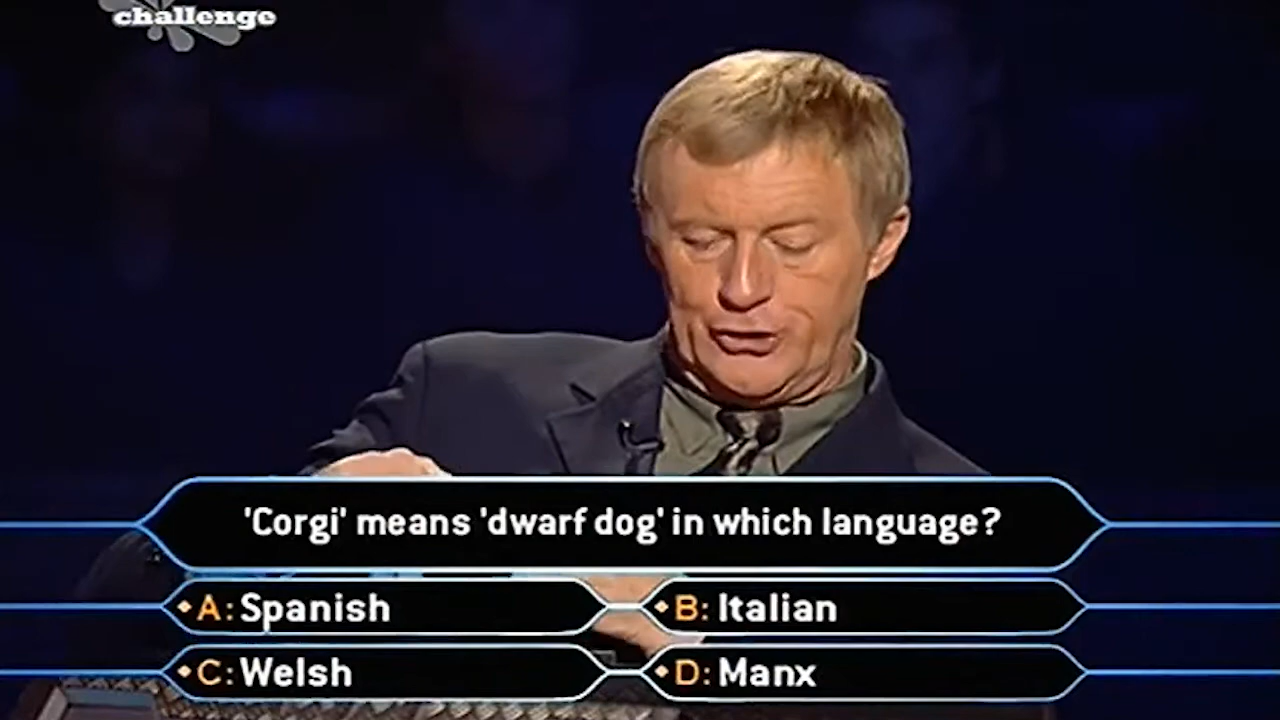 challenge
'Corgi' means 'dwarf dog' in which language?
A: Spanish
B: Italian
C: Welsh
D: Manx